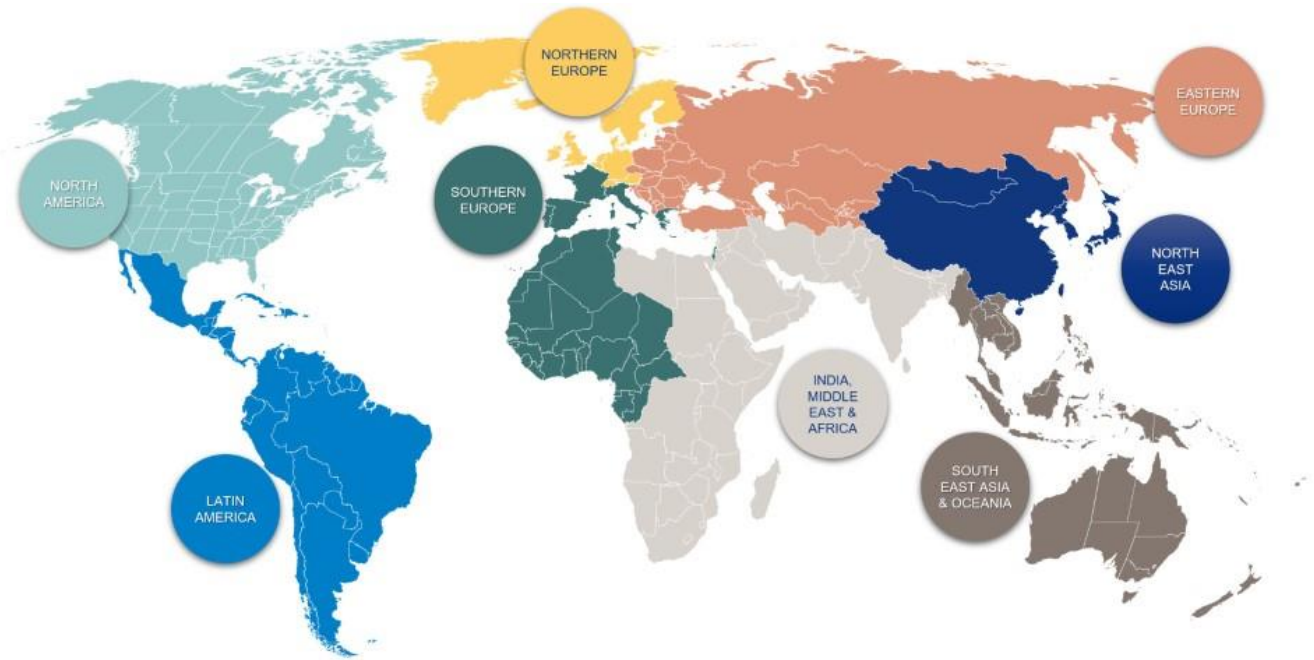 NORTHERN
EUROPE
EASTERN
EUROPE
NORTH
AMERICA
SOUTHERN
EUROPE
NORTH
EAST
ASIA
INDIA,
MIDDLE
EAST &
AFRICA
SOUTH
EAST ASIA
& OCEANIA
LATIN
AMERICA